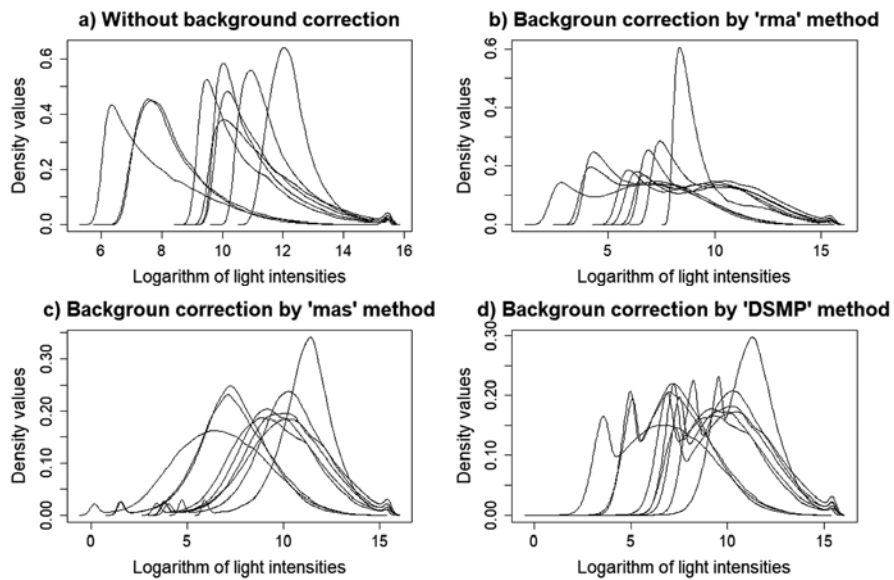 a) Without background correction
Density values
0.0 0.2 0.4 0.6
6 8 10 12 14 16
Logarithm of light intensities
b) Backgroun correction by 'rma' method
Density values
0.0 0.2 0.4 0.6
5 10 15
Logarithm of light intensities
c) Backgroun correction by 'mas' method
Density values
0.00 0.10 0.20 0.30
0 5 10 15
Logarithm of light intensities
d) Backgroun correction by 'DSMP' method
Density values
0.00 0.10 0.20 0.30
0 5 10 15
Logarithm of light intensities